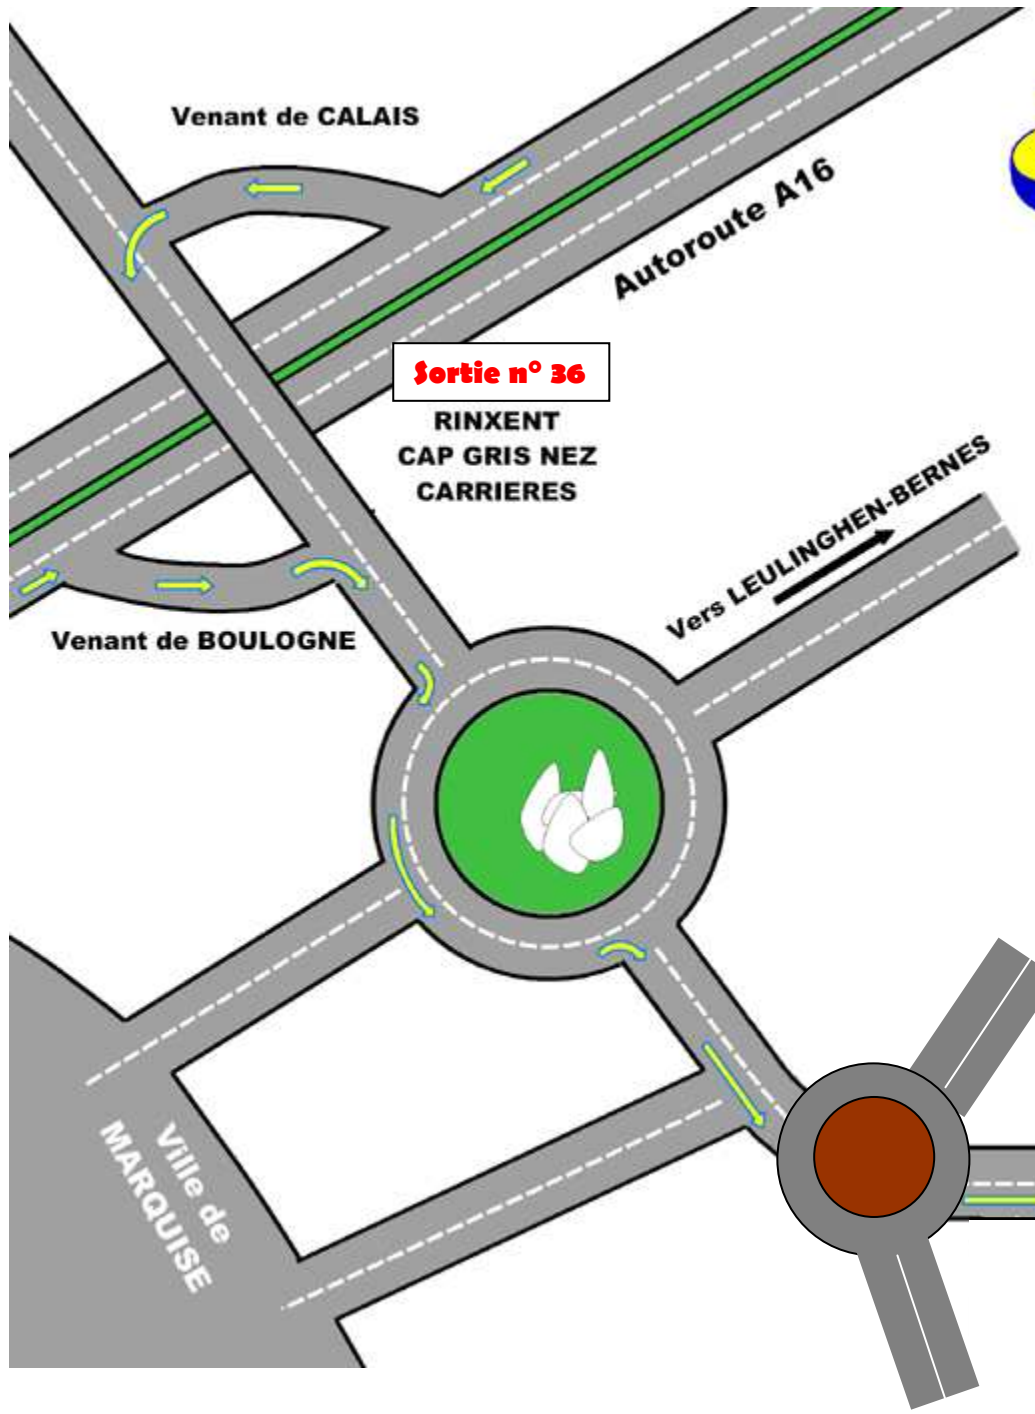 Venant de CALAIS
Autoroute A16
Sortie n° 36
RINXENT
CAP GRIS NEZ
CARRIERES
Vers LEULINGHEN-BERNES
Venant de BOULOGNE
Ville de
MARQUISE